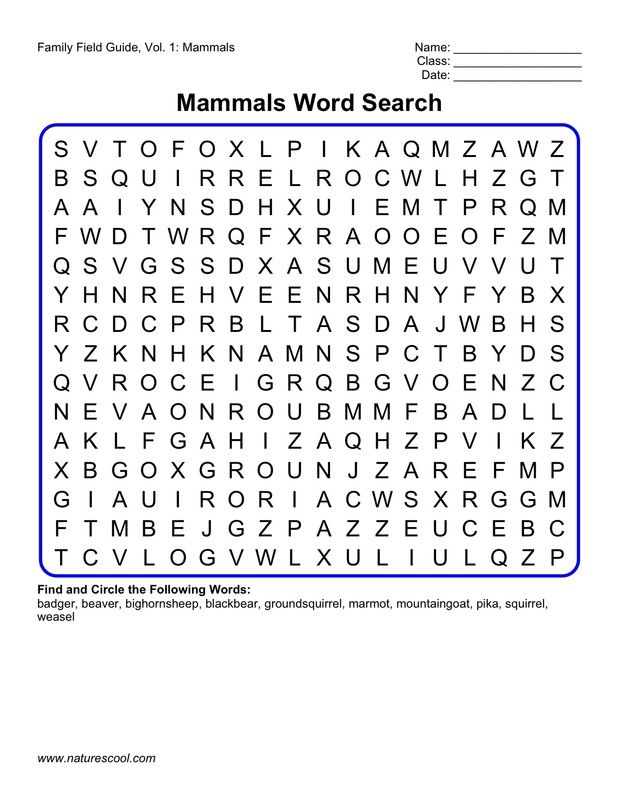 Family Field Guide, Vol. 1: Mammals
Name: ___________________
Class: ___________________
Date: ___________________
Mammals Word Search
S V T O F O X L P I K A Q M Z A W Z
B S Q U I R R E L R O C W L H Z G T
A A I Y N S D H X U I E M T P R Q M
F W D T W R Q F X R A O O E O F Z M
Q S V G S S D X A S U M E U V V U T
Y H N R E H V E E N R H N Y F Y B X
R C D C P R B L T A S D A J W B H S
Y Z K N H K N A M N S P C T B Y D S
Q V R O C E I G R Q B G V O E N Z C
N E V A O N R O U B M M F B A D L L
A K L F G A H I Z A Q H Z P V I K Z
X B G O X G R O U N J Z A R E F M P
G I A U I R O R I A C W S X R G G M
F T M B E J G Z P A Z Z E U C E B C
T C V L O G V W L X U L I U L Q Z P
Find and Circle the Following Words:
badger, beaver, bighornsheep, blackbear, groundsquirrel, marmot, mountaingoat, pika, squirrel,
weasel
www.naturescool.com